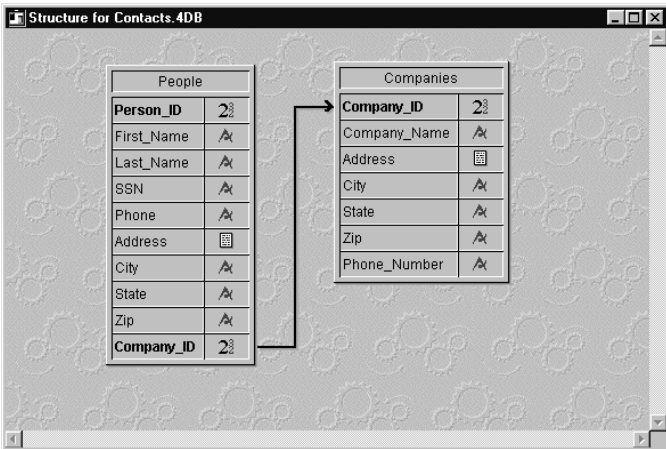 Structure for Contacts.4DB
People
Person_ID
First_Name
Last_Name
SSN
Phone
Address
City
State
Zip
Company_ID
Companies
Company_ID
Company_Name
Address
City
State
Zip
Phone_Number